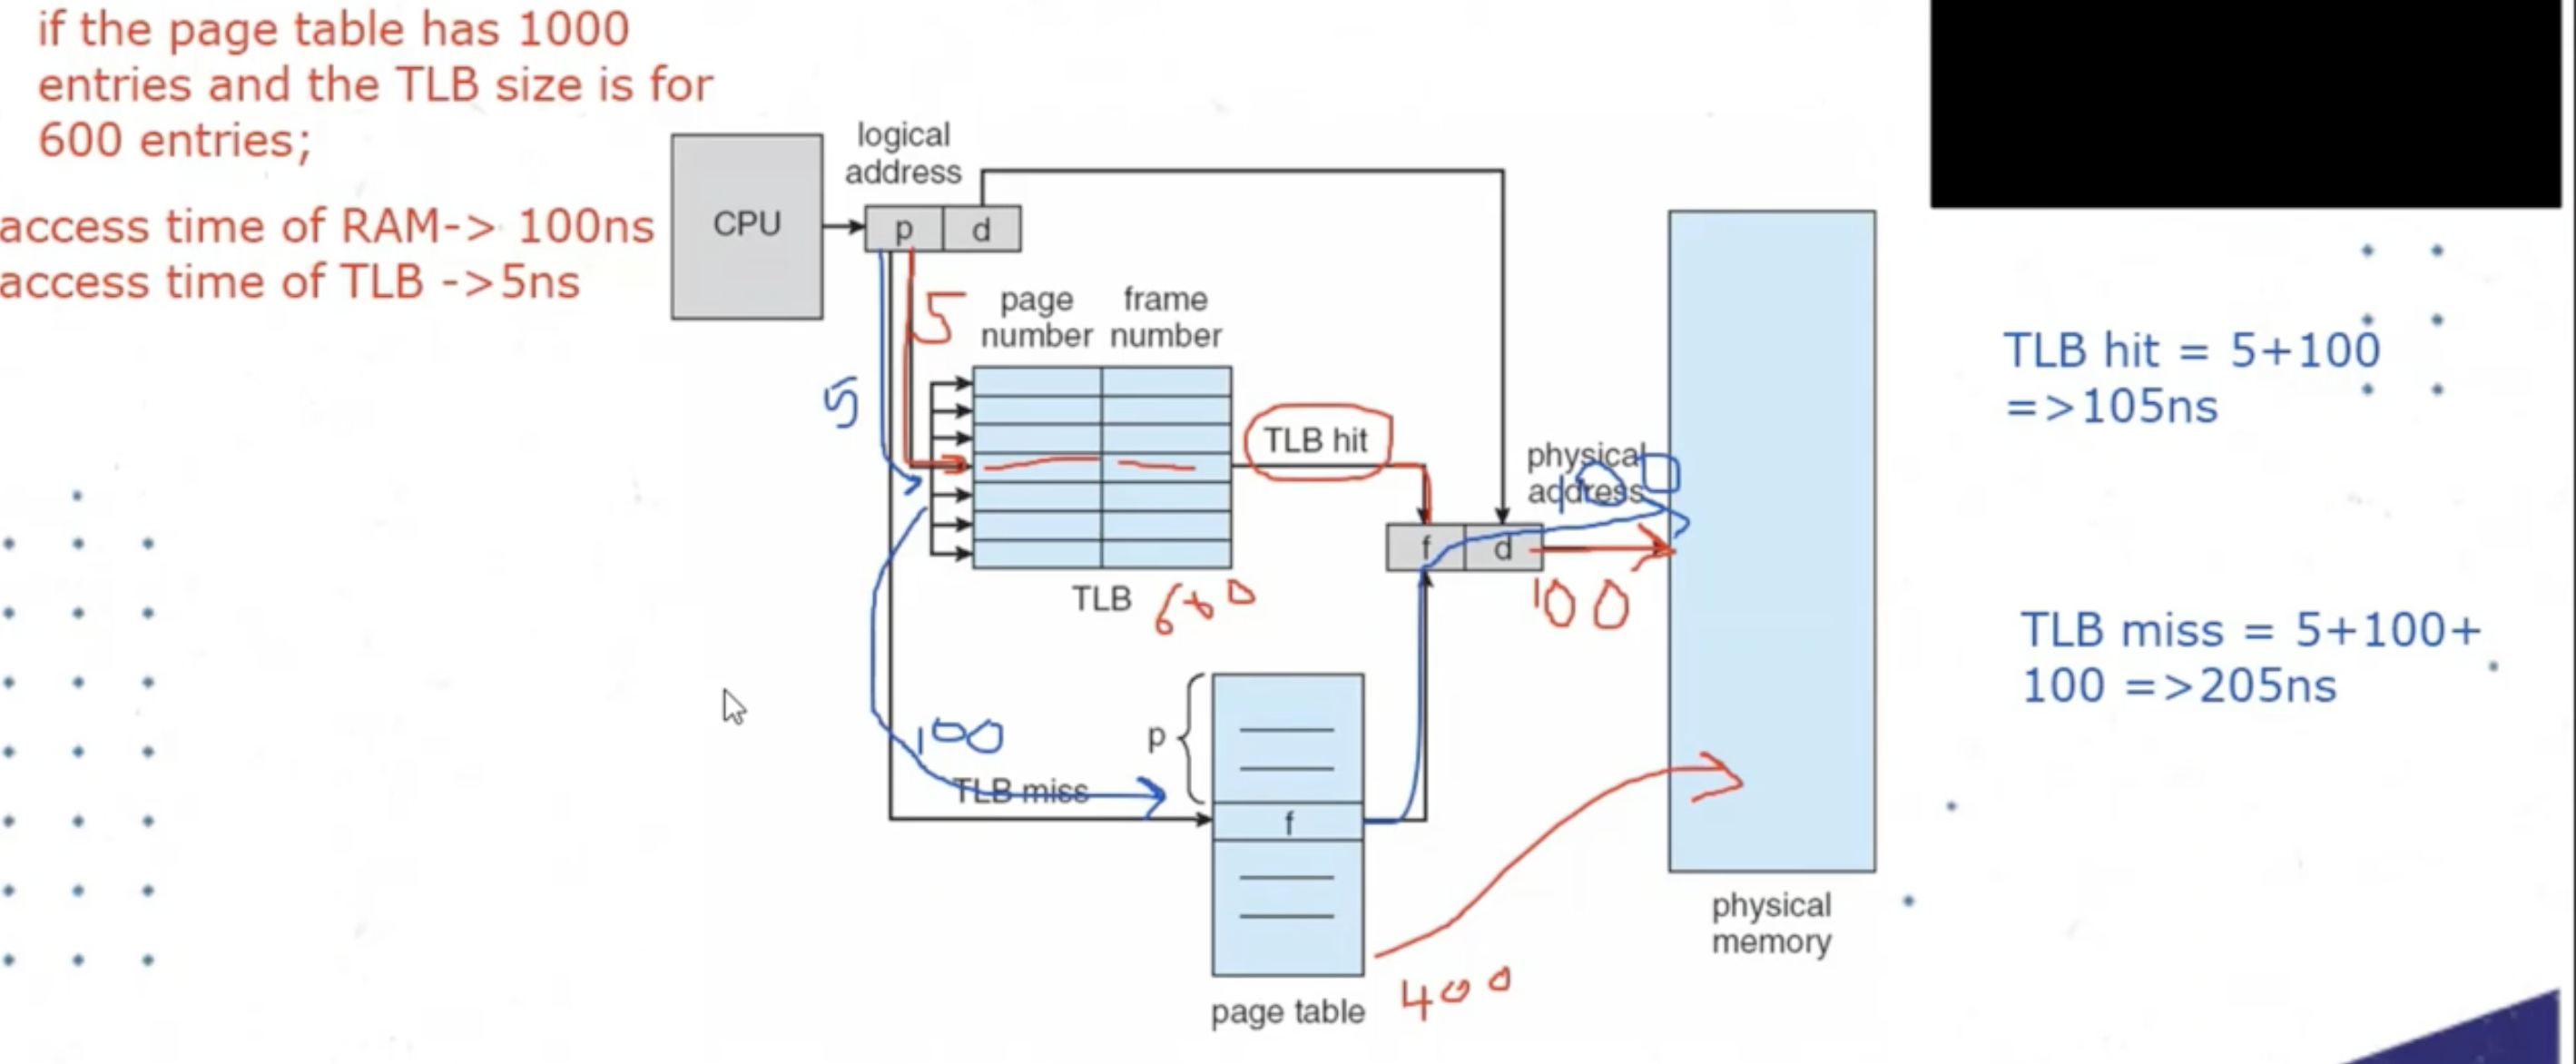 if the page table has 1000
entries and the TLB size is for
600 entries;
access time of RAM-> 100ns
access time of TLB ->5ns
CPU
logical
address
p d
5
5
page frame
number number
TLB hit
TLB
600
physical
address
100
f d
100
100
TLB miss
p
f
page table
400
physical
memory
TLB hit = 5+100
=>105ns
TLB miss = 5+100+
100 =>205ns